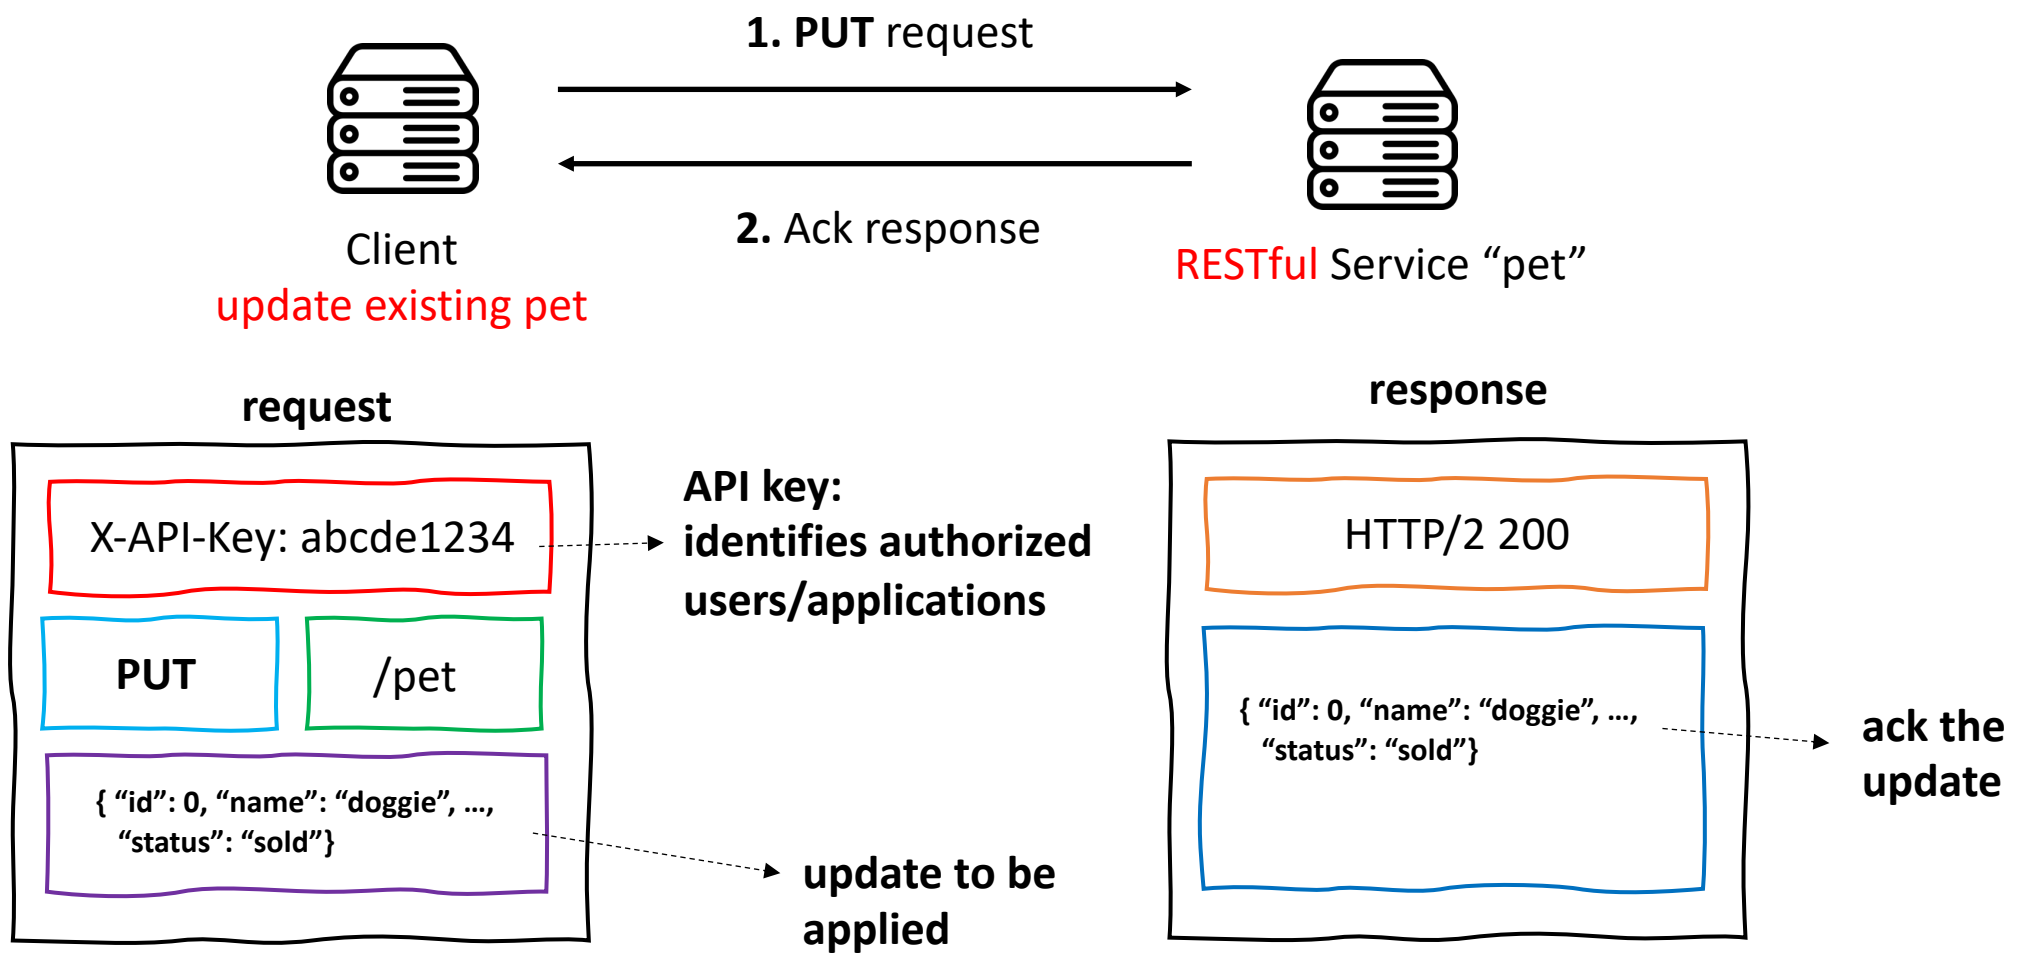 1. PUT request
2. Ack response
Client
update existing pet
RESTful Service “pet”
request
X-API-Key: abcde1234
PUT
/pet
{ “id”: 0, “name”: “doggie”, …,
“status”: “sold”}
API key:
identifies authorized
users/applications
update to be
applied
response
HTTP/2 200
{ “id”: 0, “name”: “doggie”, …,
“status”: “sold”}
ack the
update